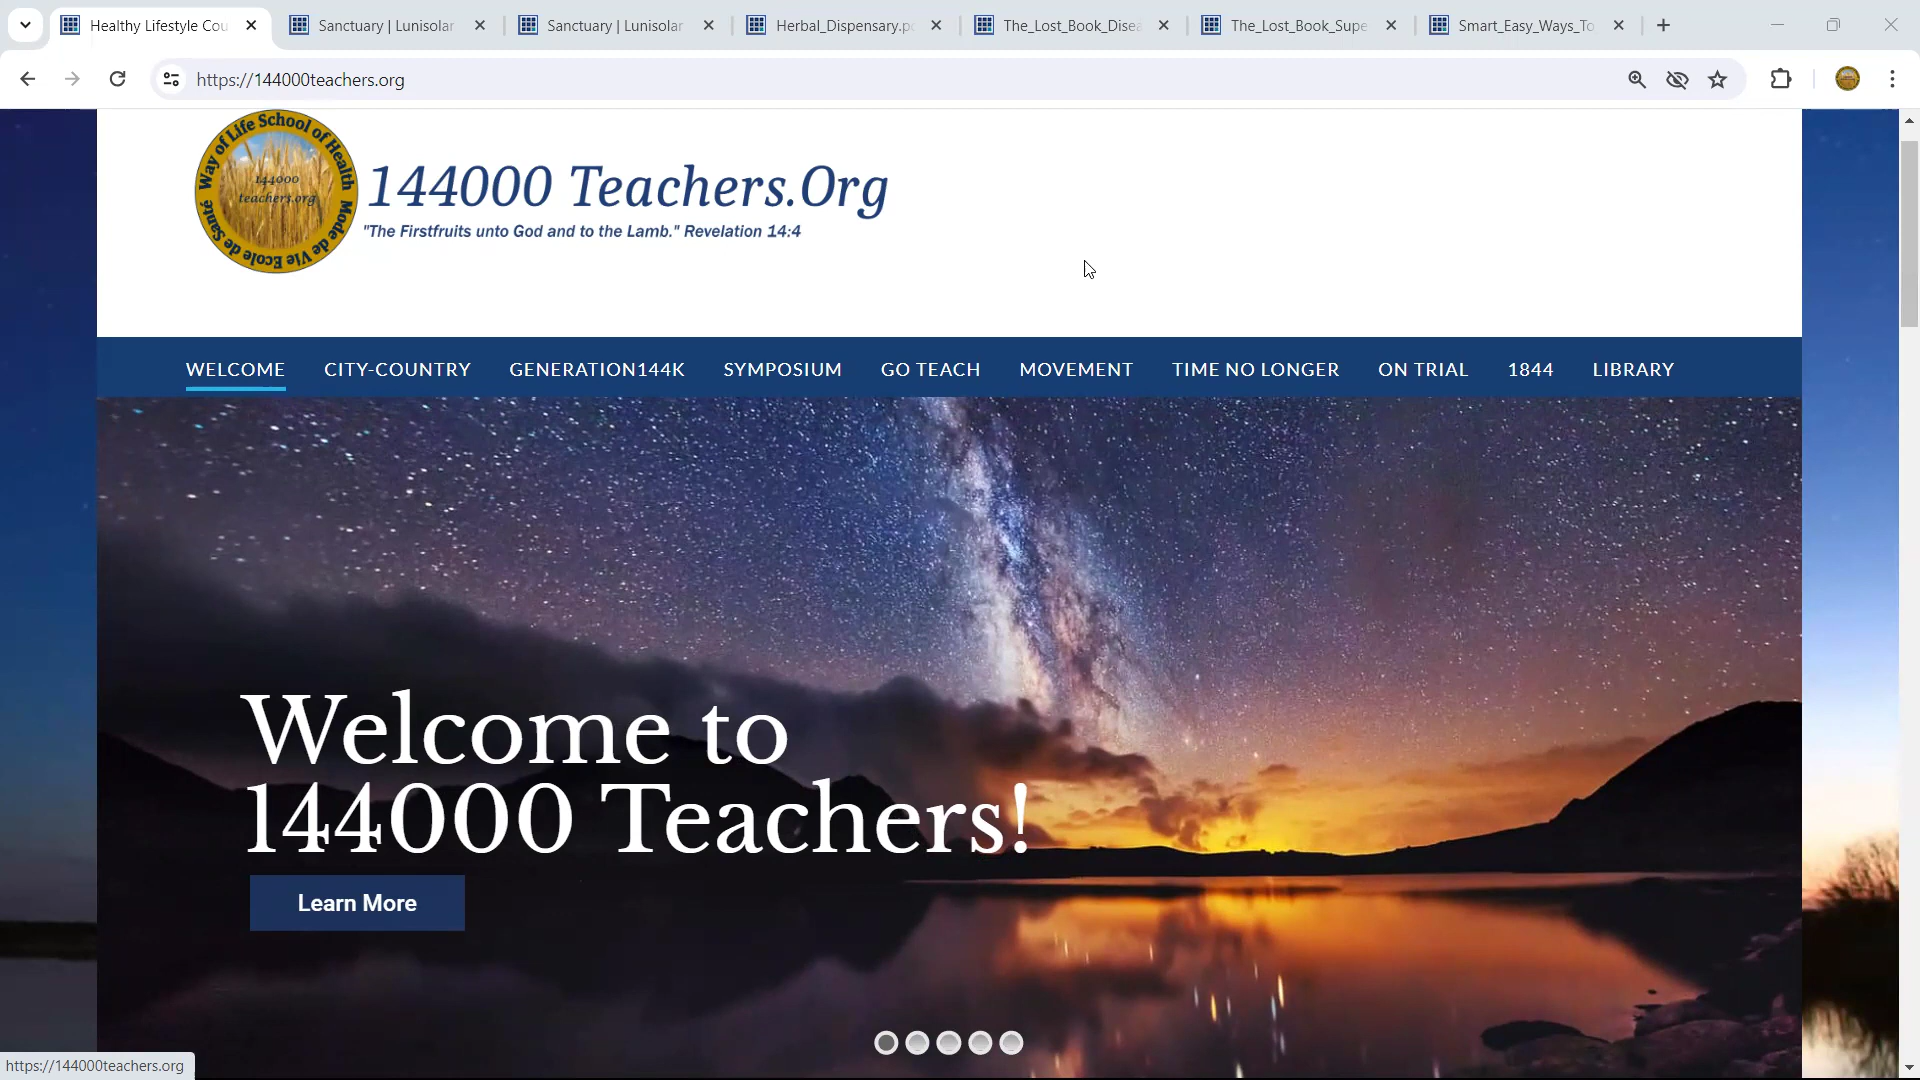 Healthy Lifestyle Cou
Sanctuary | Lunisolar
Sanctuary | Lunisolar
Herbal_Dispensary.pd
The_Lost_Book_Disea
The_Lost_Book_Supe
Smart_Easy_Ways_To
https://144000teachers.org
Way of Life School of Health
144000
teachers.org
Mode de Vie Ecole de Santé
144000 Teachers.Org
"The Firstfruits unto God and to the Lamb." Revelation 14:4
WELCOME CITY-COUNTRY GENERATION144K SYMPOSIUM GO TEACH MOVEMENT TIME NO LONGER ON TRIAL 1844 LIBRARY
Welcome to
144000 Teachers!
Learn More
https://144000teachers.org